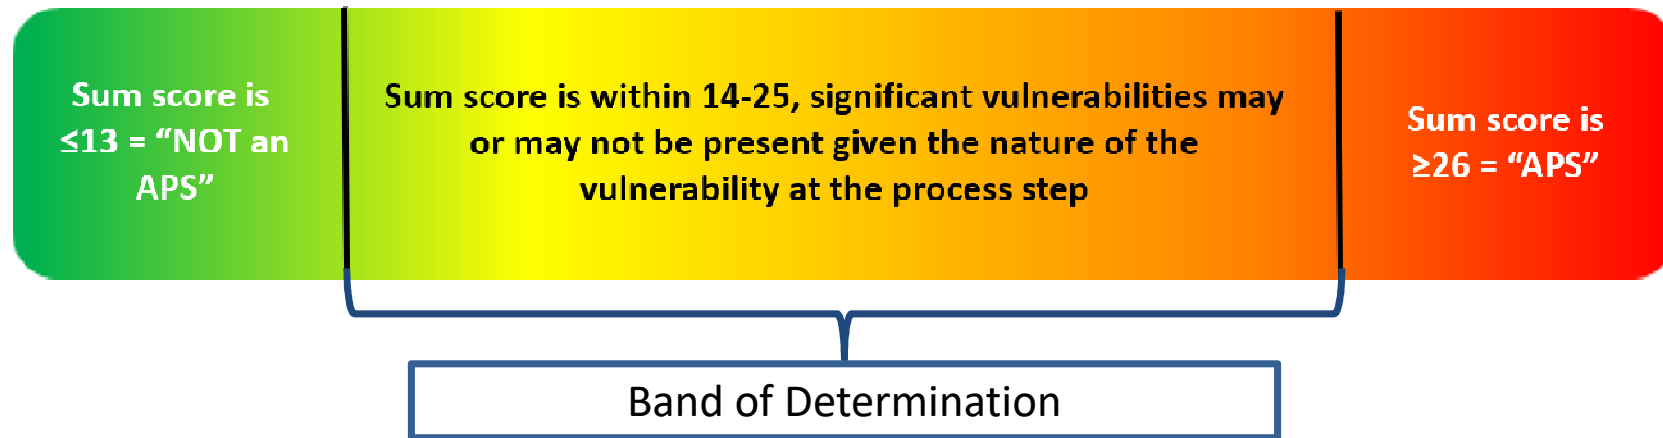 Sum score is
≤13 = “NOT an
APS”
Sum score is within 14-25, significant vulnerabilities may
or may not be present given the nature of the
vulnerability at the process step
Sum score is
≥26 = “APS”
Band of Determination